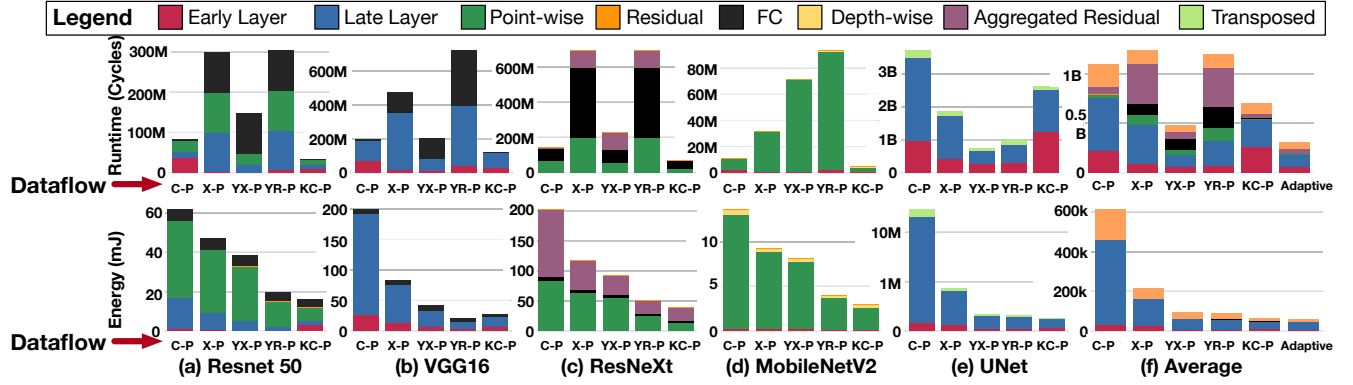 Legend Early Layer Late Layer Point-wise Residual FC Depth-wise Aggregated Residual Transposed
Runtime (Cycles)
300M
200M
100M
0
600M
400M
200M
0
600M
400M
200M
0
80M
60M
40M
20M
0
3B
2B
1B
0
1B
0.5
B
0
Dataflow
C-P X-P YX-P YR-P KC-P
C-P X-P YX-P YR-P KC-P
C-P X-P YX-P YR-P KC-P
C-P X-P YX-P YR-P KC-P
C-P X-P YX-P YR-P KC-P
C-P X-P YX-P YR-P KC-P Adaptive
Energy (mJ)
60
40
20
0
200
150
100
50
0
200
150
100
50
0
10
5
0
10M
1M
0
600k
400k
200k
0
Dataflow
C-P X-P YX-P YR-P KC-P
C-P X-P YX-P YR-P KC-P
C-P X-P YX-P YR-P KC-P
C-P X-P YX-P YR-P KC-P
C-P X-P YX-P YR-P KC-P
C-P X-P YX-P YR-P KC-P Adaptive
(a) Resnet 50 (b) VGG16 (c) ResNeXt (d) MobileNetV2 (e) UNet (f) Average